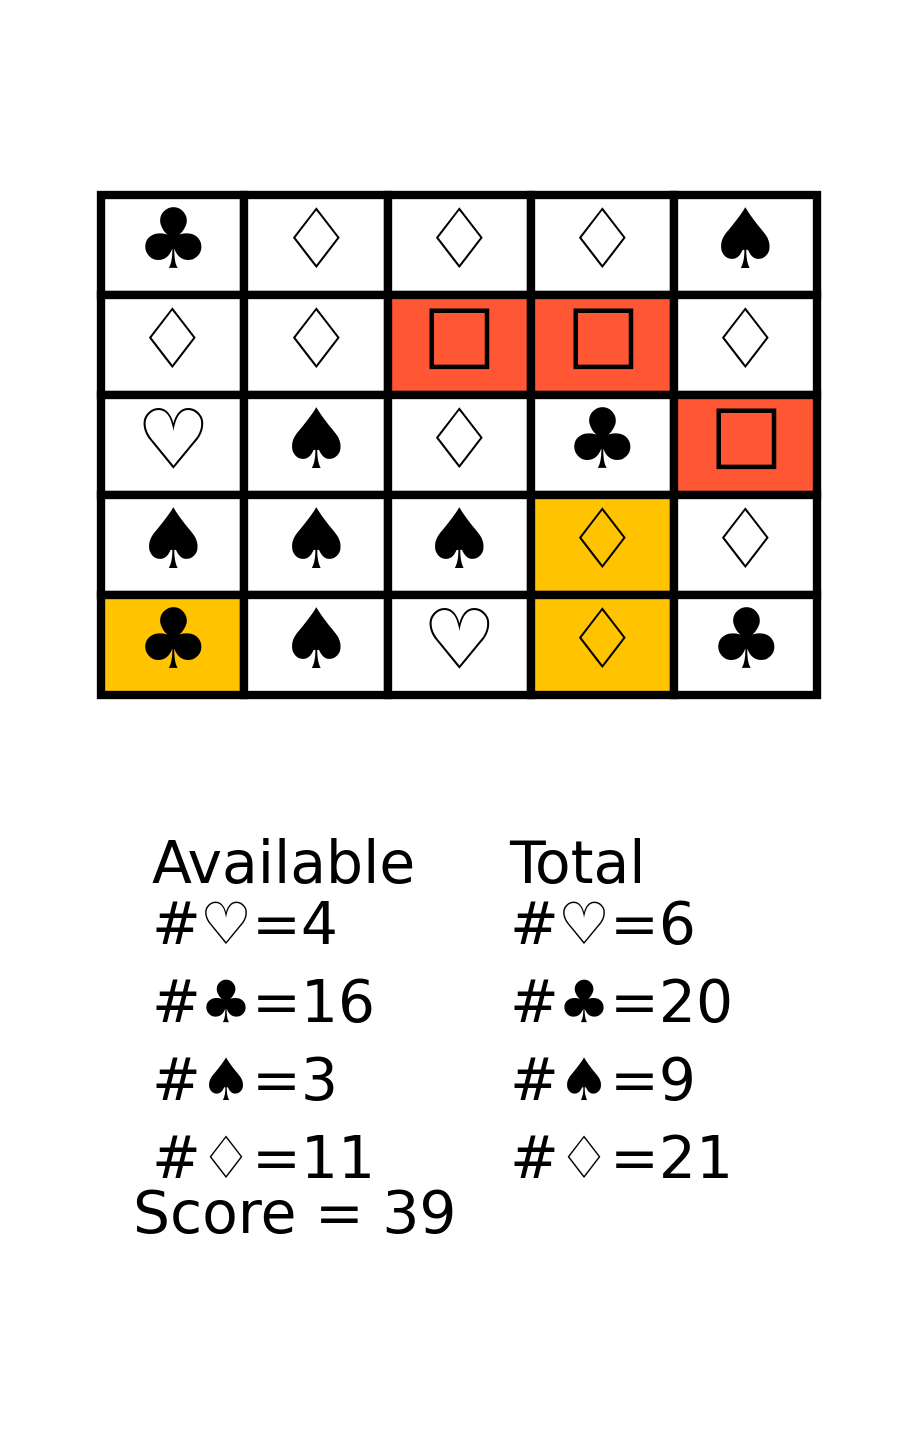 ♣ ♢ ♢ ♢ ♠
♢ ♢ □ □ ♢
♡ ♠ ♢ ♣ □
♠ ♠ ♠ ♢ ♢
♣ ♠ ♡ ♢ ♣
Available Total
#♡=4 #♡=6
#♣=16 #♣=20
#♠=3 #♠=9
#♢=11 #♢=21
Score = 39